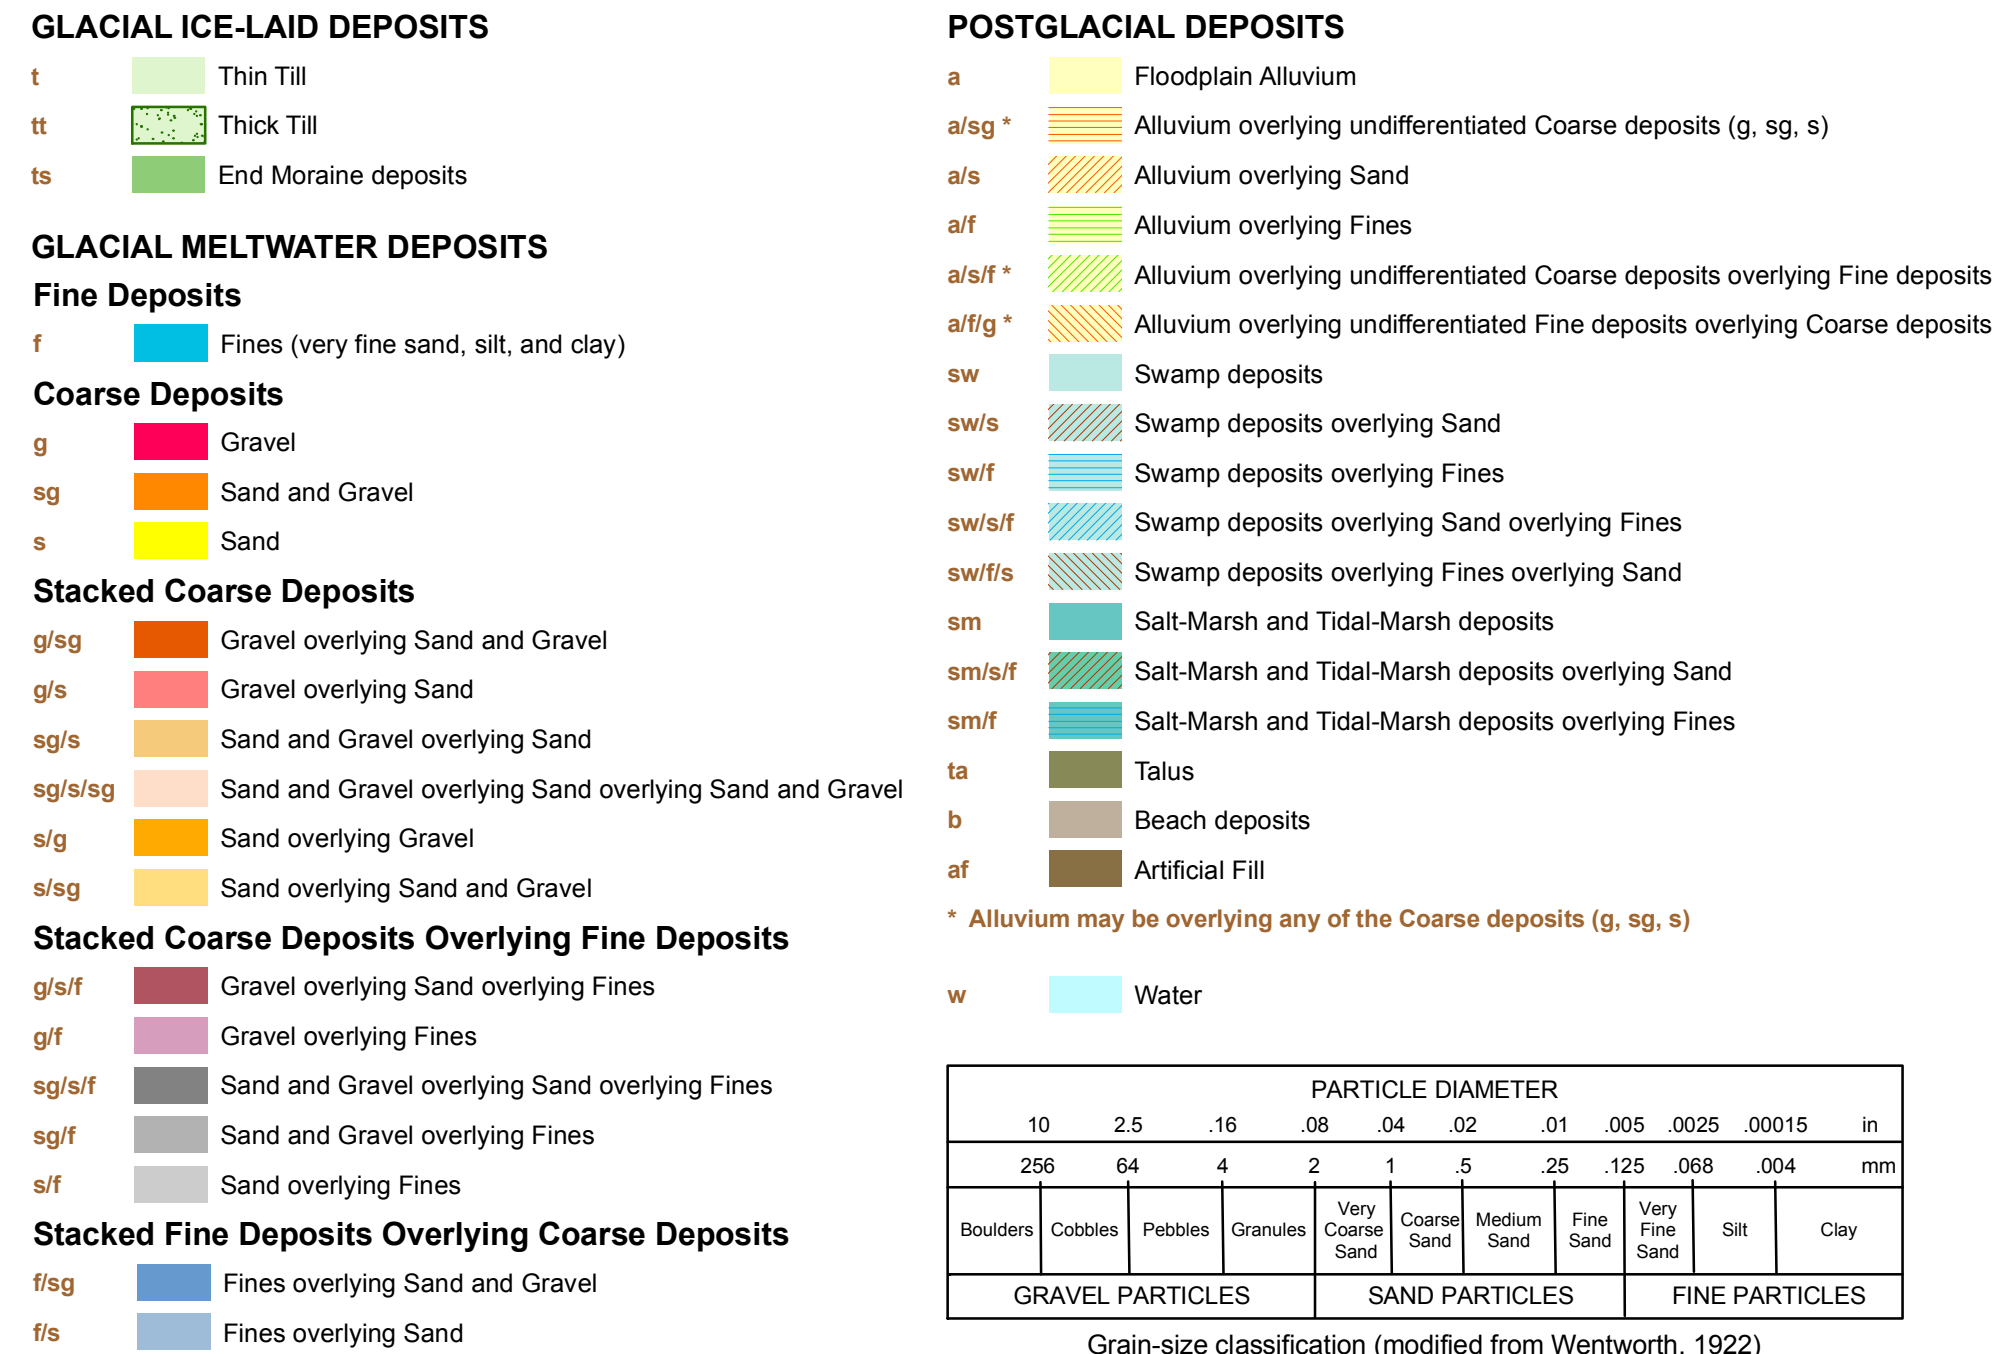 GLACIAL ICE-LAID DEPOSITS
t Thin Till
tt Thick Till
ts End Moraine deposits
GLACIAL MELTWATER DEPOSITS
Fine Deposits
f Fines (very fine sand, silt, and clay)
Coarse Deposits
g Gravel
sg Sand and Gravel
s Sand
Stacked Coarse Deposits
g/sg Gravel overlying Sand and Gravel
g/s Gravel overlying Sand
sg/s Sand and Gravel overlying Sand
sg/s/sg Sand and Gravel overlying Sand overlying Sand and Gravel
s/g Sand overlying Gravel
s/sg Sand overlying Sand and Gravel
Stacked Coarse Deposits Overlying Fine Deposits
g/s/f Gravel overlying Sand overlying Fines
g/f Gravel overlying Fines
sg/s/f Sand and Gravel overlying Sand overlying Fines
sg/f Sand and Gravel overlying Fines
s/f Sand overlying Fines
Stacked Fine Deposits Overlying Coarse Deposits
f/sg Fines overlying Sand and Gravel
f/s Fines overlying Sand
POSTGLACIAL DEPOSITS
a Floodplain Alluvium
a/sg * Alluvium overlying undifferentiated Coarse deposits (g, sg, s)
a/s Alluvium overlying Sand
a/f Alluvium overlying Fines
a/s/f * Alluvium overlying undifferentiated Coarse deposits overlying Fine deposits
a/f/g * Alluvium overlying undifferentiated Fine deposits overlying Coarse deposits
sw Swamp deposits
sw/s Swamp deposits overlying Sand
sw/f Swamp deposits overlying Fines
sw/s/f Swamp deposits overlying Sand overlying Fines
sw/f/s Swamp deposits overlying Fines overlying Sand
sm Salt-Marsh and Tidal-Marsh deposits
sm/s/f Salt-Marsh and Tidal-Marsh deposits overlying Sand
sm/f Salt-Marsh and Tidal-Marsh deposits overlying Fines
ta Talus
b Beach deposits
af Artificial Fill
* Alluvium may be overlying any of the Coarse deposits (g, sg, s)
w Water
PARTICLE DIAMETER
10 2.5 .16 .08 .04 .02 .01 .005 .0025 .00015 in
256 64 4 2 1 .5 .25 .125 .068 .004 mm
Boulders Cobbles Pebbles Granules Very Coarse Sand Coarse Sand Medium Sand Fine Sand Very Fine Sand Silt Clay
GRAVEL PARTICLES SAND PARTICLES FINE PARTICLES
Grain-size classification (modified from Wentworth, 1922)